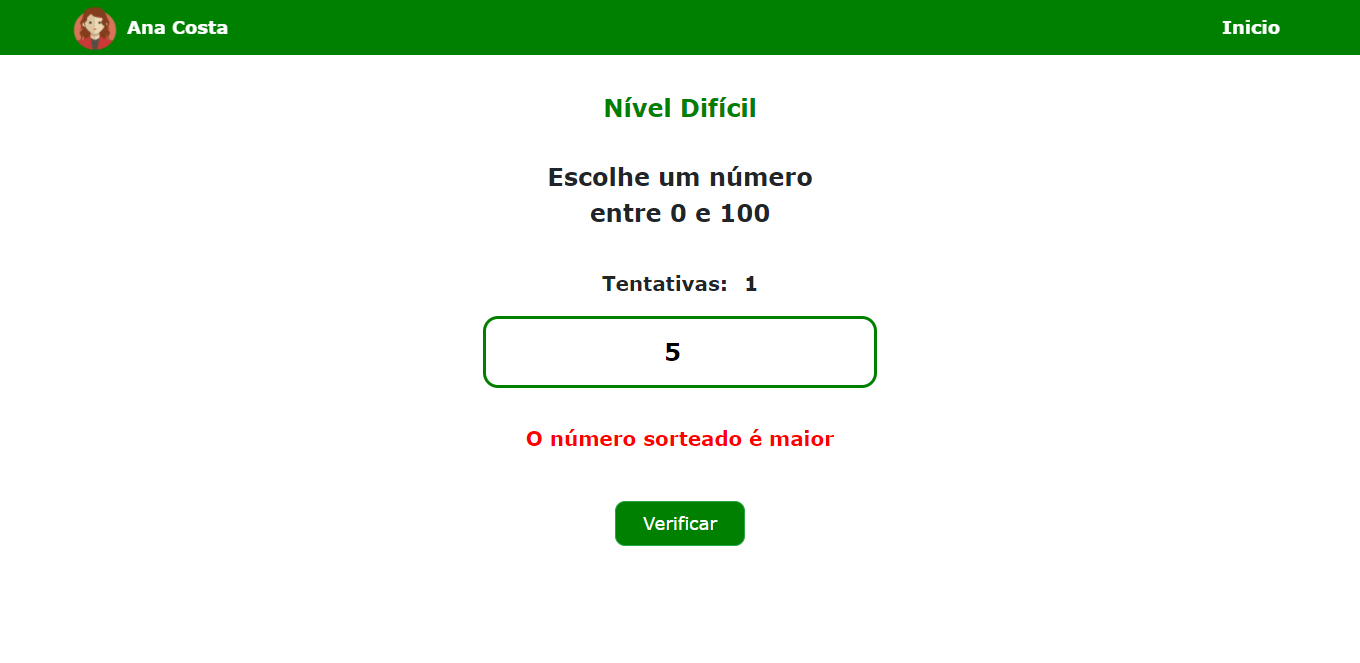 Ana Costa
Inicio
Nível Difícil
Escolhe um número
entre 0 e 100
Tentativas: 1
5
O número sorteado é maior
Verificar